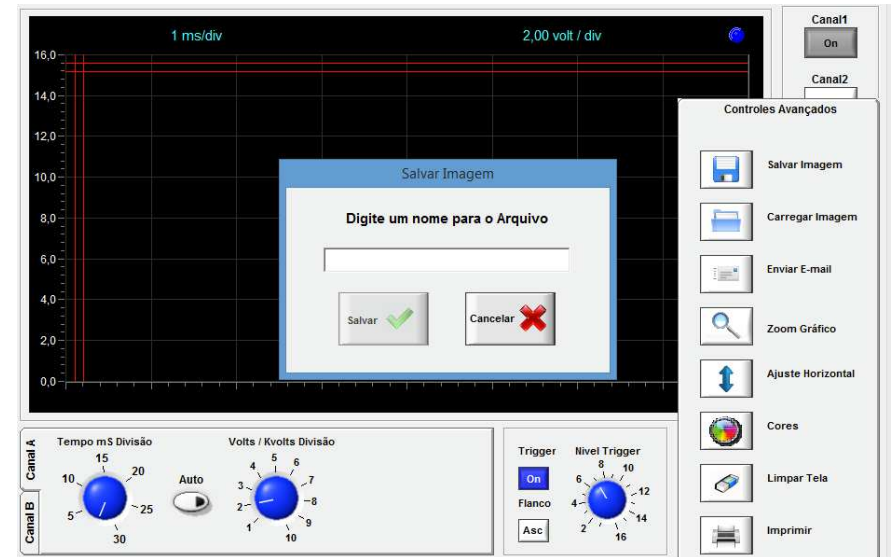 1 ms/div
2,00 volt / div
16,0
14,0
12,0
10,0
8,0
6,0
4,0
2,0
0,0
Canal1
On
Canal2
Controles Avançados
Salvar Imagem
Carregar Imagem
Enviar E-mail
Zoom Gráfico
Ajuste Horizontal
Cores
Limpar Tela
Imprimir
Salvar Imagem
Digite um nome para o Arquivo
Salvar
Cancelar
Canal A
Canal B
Tempo mS Divisão
5
10
15
20
25
30
Auto
Volts / Kvolts Divisão
1
2
3
4
5
6
7
8
9
10
Trigger
On
Flanco
Asc
Nivel Trigger
2
4
6
8
10
12
14
16